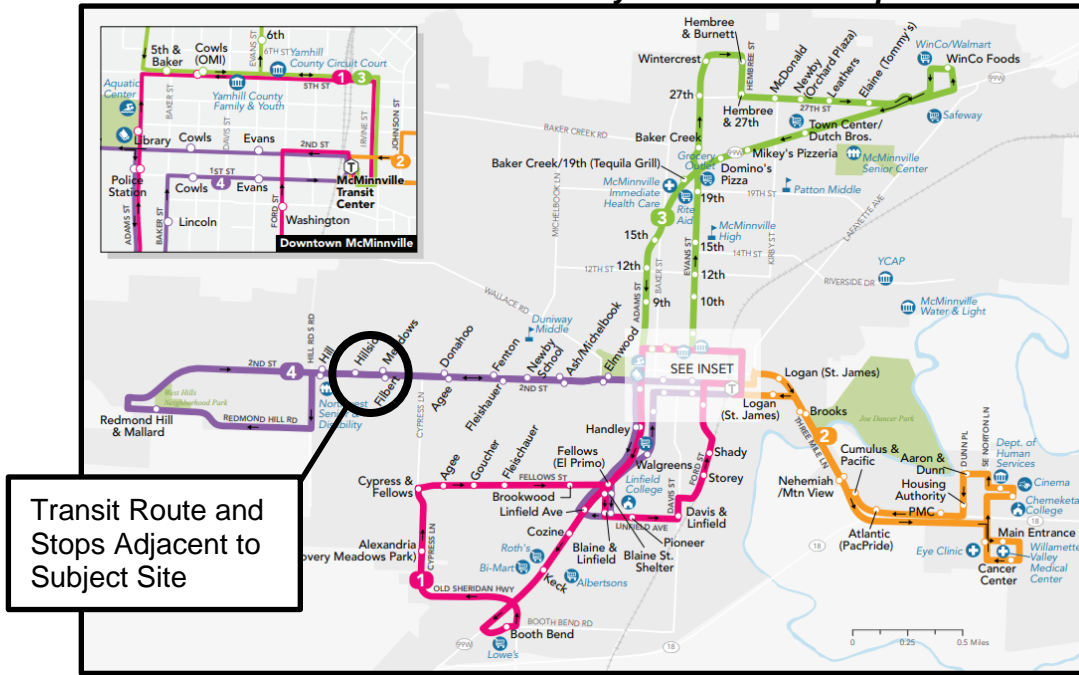 5th &
Baker
Cowls
(OMI)
EVANS ST
6th
6TH ST
Yamhill
County Circuit Court
1
3
5TH ST
Aquatic
Center
BAKER ST
Yamhill County
Family & Youth
DAVIS ST
IRVINE ST
JOHNSON ST
Library
Cowls
Evans
2ND ST
2
T
McMinnville
Transit
Center
Police
Station
1ST ST
Cowls
4
Evans
ADAMS ST
BAKER ST
Lincoln
FORD ST
Washington
Downtown McMinnville
Hembree
& Burnett
Wintercrest
HEMBREE ST
McDonald
Newby
(Orchard Plaza)
Leathers
Elaine (Tommy's)
WinCo/Walmart
WinCo Foods
99W
27th
Hembree
& 27th
27TH ST
Safeway
Town Center/
Dutch Bros.
BAKER CREEK RD
Baker Creek
99W
Mikey's Pizzeria
McMinnville
Senior Center
Baker Creek/19th (Tequila Grill)
Grocery
Outlet
Domino's
Pizza
McMinnville
Immediate
Health Care
MICHELBOOK LN
Rite
Aid
19th
19TH ST
Patton Middle
LAFAYETTE AVE
3
McMinnville
High
KIRBY ST
15th
15th
14TH ST
12TH ST
12th
12th
EVANS ST
BAKER ST
ADAMS ST
9th
10th
YCAP
RIVERSIDE DR
McMinnville
Water & Light
WALLACE RD
Duniway
Middle
HILL RD S RD
Hill
Hillside
Meadows
Donahoo
Fenton
Newby
School
Ash/Michelbook
Elmwood
SEE INSET
T
2ND ST
4
2ND ST
Filbert
Agee
Fleishauer
CYPRESS LN
West Hills
Neighborhood Park
REDMOND HILL RD
Redmond Hill
& Mallard
Logan (St. James)
Logan
(St. James)
Brooks
Joe Dancer Park
THREE MILE LN
2
Handley
Fellows
(El Primo)
Walgreens
Linfield
College
DAVIS ST
FORD ST
Shady
Storey
Agee
Goucher
Fleischauer
Cypress &
Fellows
FELLOWS ST
Brookwood
Linfield Ave
LINFIELD AVE
Davis &
Linfield
Pioneer
Cozine
Blaine &
Linfield
Blaine St.
Shelter
Alexandria
CYPRESS LN
1
OLD SHERIDAN HWY
Roth's
Bi-Mart
Keck
Albertsons
BOOTH BEND RD
Booth Bend
99W
Lowe's
18
Cumulus &
Pacific
Aaron &
Dunn
DUNN PL
SE NORTON LN
Dept. of
Human
Services
Nehemiah
/Mtn View
Housing
Authority
PMC
Cinema
Chemeketa
College
Atlantic
(PacPride)
18
Main Entrance
Eye Clinic
Willamette
Valley
Medical
Center
Cancer
Center
18
0
0.25
0.5 Miles
Transit Route and
Stops Adjacent to
Subject Site